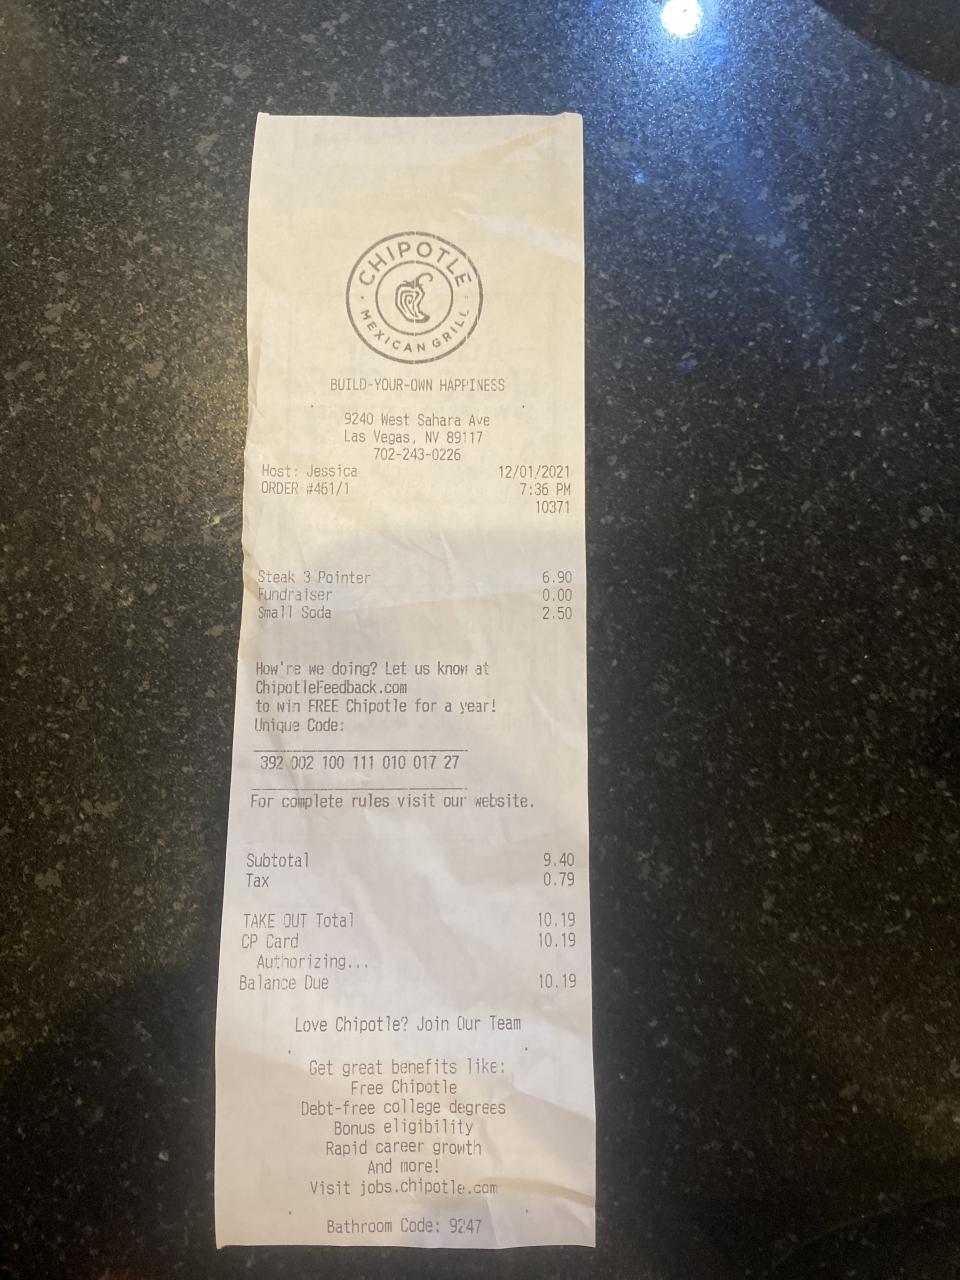 CHIPOTLE
MEXICAN GRILL
BUILD-YOUR-OWN HAPPINESS
9240 West Sahara Ave
Las Vegas, NV 89117
702-243-0226
Host: Jessica 12/01/2021
ORDER #461/1 7:36 PM
10371
Steak 3 Pointer 6.90
Fundraiser 0.00
Small Soda 2.50
How're we doing? Let us know at
ChipotleFeedback.com
to win FREE Chipotle for a year!
Unique Code:
392 002 100 111 010 017 27
For complete rules visit our website.
Subtotal 9.40
Tax 0.79
TAKE OUT Total 10.19
CP Card 10.19
Authorizing...
Balance Due 10.19
Love Chipotle? Join Our Team
Get great benefits like:
Free Chipotle
Debt-free college degrees
Bonus eligibility
Rapid career growth
And more!
Visit jobs.chipotle.com
Bathroom Code: 9247